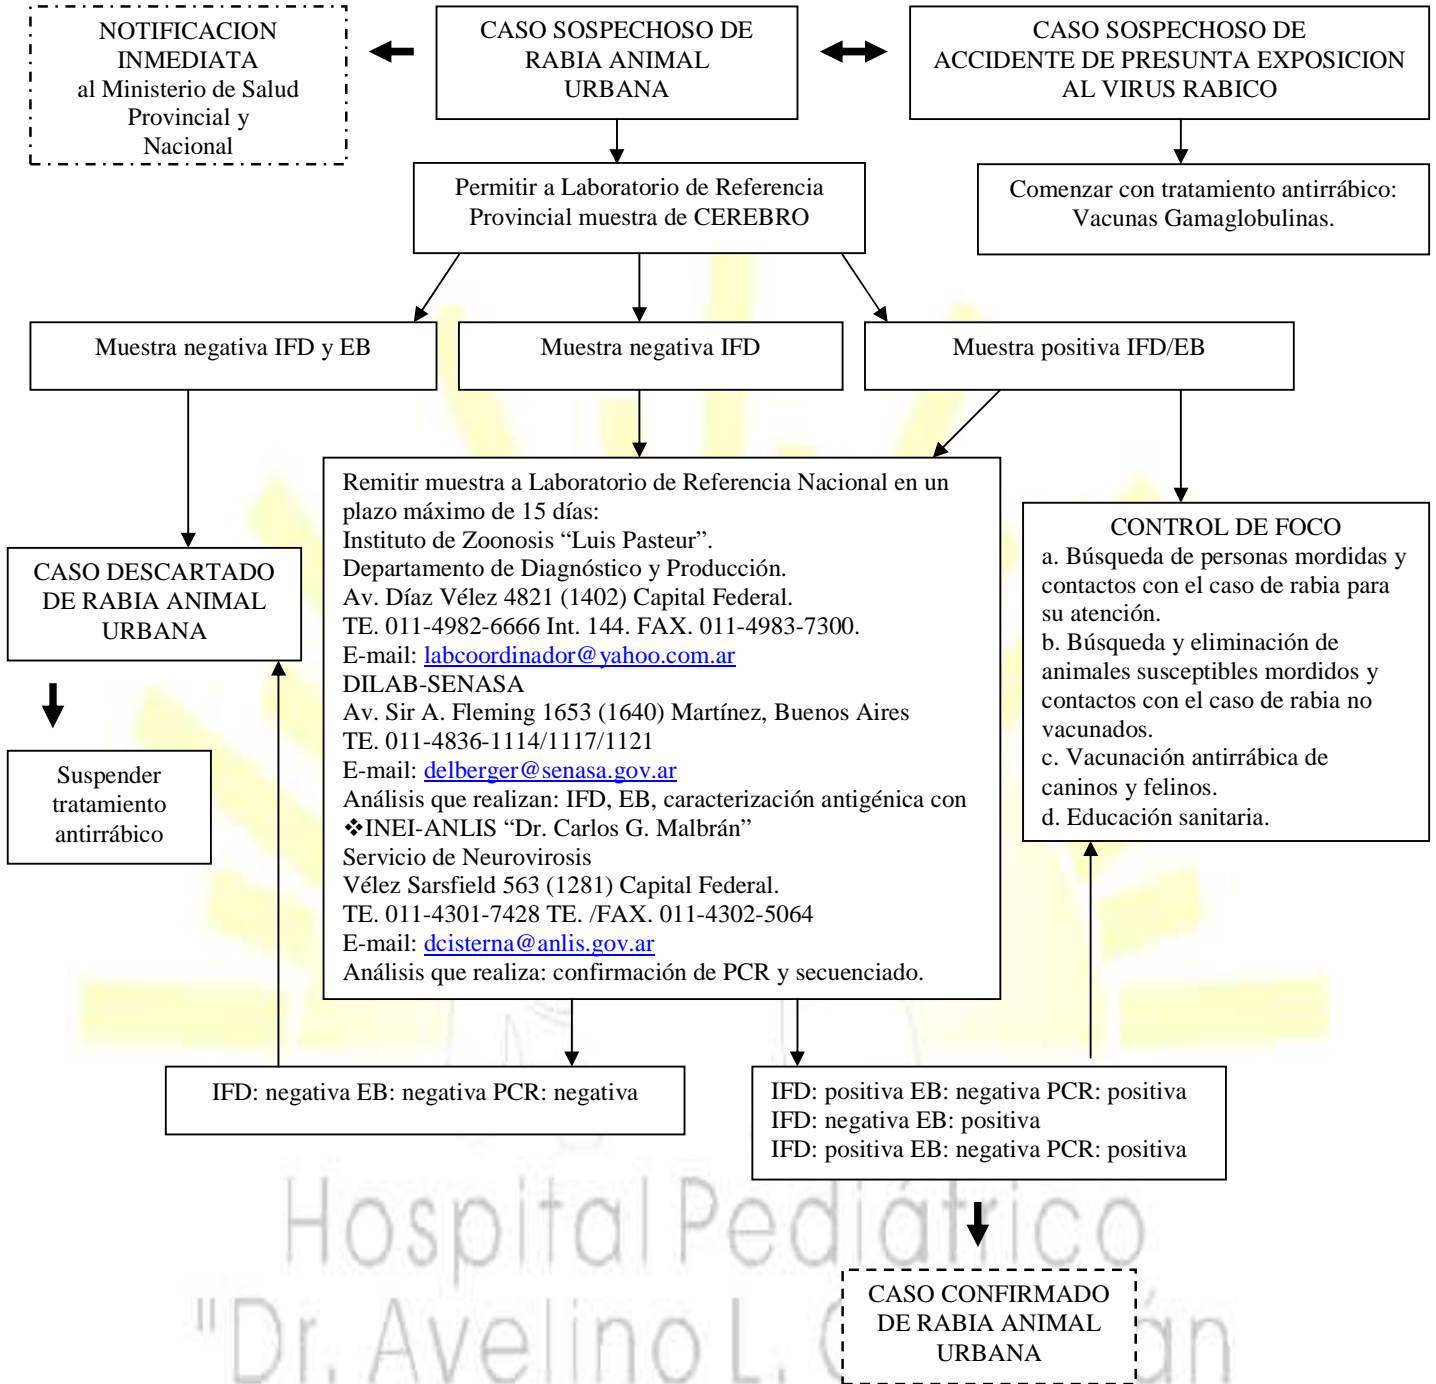 NOTIFICACION
INMEDIATA
al Ministerio de Salud
Provincial y
Nacional
CASO SOSPECHOSO DE
RABIA ANIMAL
URBANA
CASO SOSPECHOSO DE
ACCIDENTE DE PRESUNTA EXPOSICION
AL VIRUS RABICO
Permitir a Laboratorio de Referencia
Provincial muestra de CEREBRO
Comenzar con tratamiento antirrábico:
Vacunas Gamaglobulinas.
Muestra negativa IFD y EB
Muestra negativa IFD
Muestra positiva IFD/EB
Remitir muestra a Laboratorio de Referencia Nacional en un
plazo máximo de 15 días:
Instituto de Zoonosis “Luis Pasteur”.
Departamento de Diagnóstico y Producción.
Av. Díaz Vélez 4821 (1402) Capital Federal.
TE. 011-4982-6666 Int. 144. FAX. 011-4983-7300.
E-mail: labcoordinador@yahoo.com.ar
DILAB-SENASA
Av. Sir A. Fleming 1653 (1640) Martínez, Buenos Aires
TE. 011-4836-1114/1117/1121
E-mail: delberger@senasa.gov.ar
Análisis que realizan: IFD, EB, caracterización antigénica con
❖INEI-ANLIS “Dr. Carlos G. Malbrán”
Servicio de Neurovirosis
Vélez Sarsfield 563 (1281) Capital Federal.
TE. 011-4301-7428 TE. /FAX. 011-4302-5064
E-mail: dcisterna@anlis.gov.ar
Análisis que realiza: confirmación de PCR y secuenciado.
CONTROL DE FOCO
a. Búsqueda de personas mordidas y
contactos con el caso de rabia para
su atención.
b. Búsqueda y eliminación de
animales susceptibles mordidos y
contactos con el caso de rabia no
vacunados.
c. Vacunación antirrábica de
caninos y felinos.
d. Educación sanitaria.
CASO DESCARTADO
DE RABIA ANIMAL
URBANA
Suspender
tratamiento
antirrábico
IFD: negativa EB: negativa PCR: negativa
IFD: positiva EB: negativa PCR: positiva
IFD: negativa EB: positiva
IFD: positiva EB: negativa PCR: positiva
CASO CONFIRMADO
DE RABIA ANIMAL
URBANA
Hospital Pediátrico
"Dr. Avelino L.